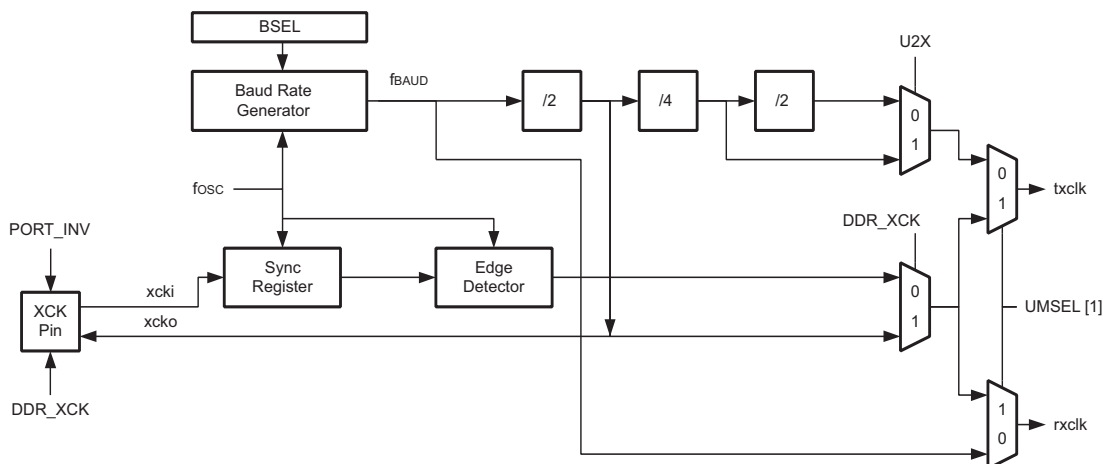 BSEL
U2X
Baud Rate
Generator
fBAUD
/2
/4
/2
0
1
0
1
txclk
fOSC
PORT_INV
DDR_XCK
Sync
Register
Edge
Detector
xcki
XCK
Pin
xcko
0
1
UMSEL [1]
DDR_XCK
1
0
rxclk